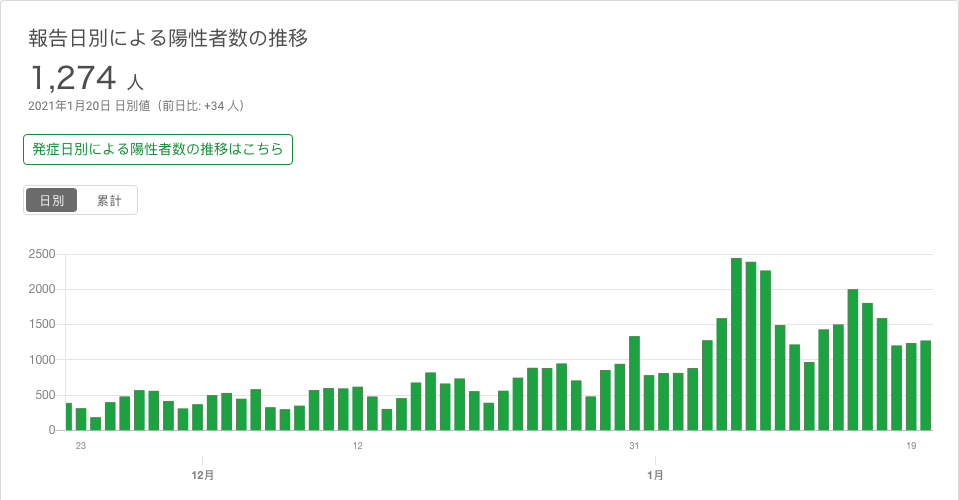 報告日別による陽性者数の推移
1,274 人
2021年1月20日 日別値（前日比: +34 人）
発症日別による陽性者数の推移はこちら
日別 累計
2500
2000
1500
1000
500
0
23 12 31 19
12月 1月